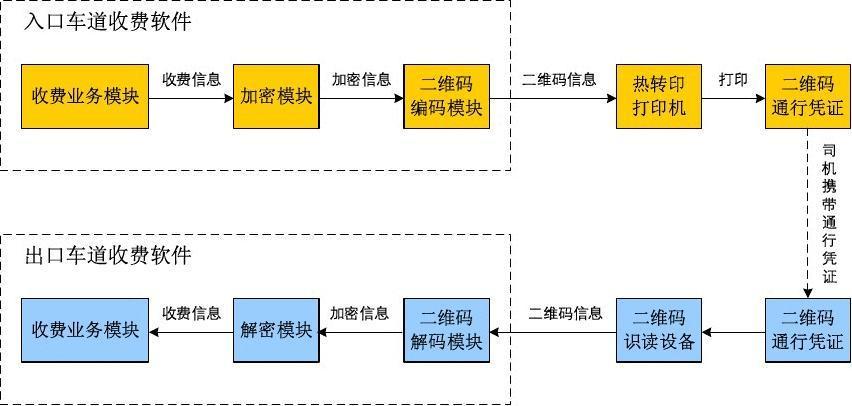 入口车道收费软件
收费业务模块
收费信息
加密模块
加密信息
二维码
编码模块
二维码信息
热转印
打印机
打印
二维码
通行凭证
司机携带通行凭证
出口车道收费软件
收费业务模块
收费信息
解密模块
加密信息
二维码
解码模块
二维码信息
二维码
识读设备
二维码
通行凭证